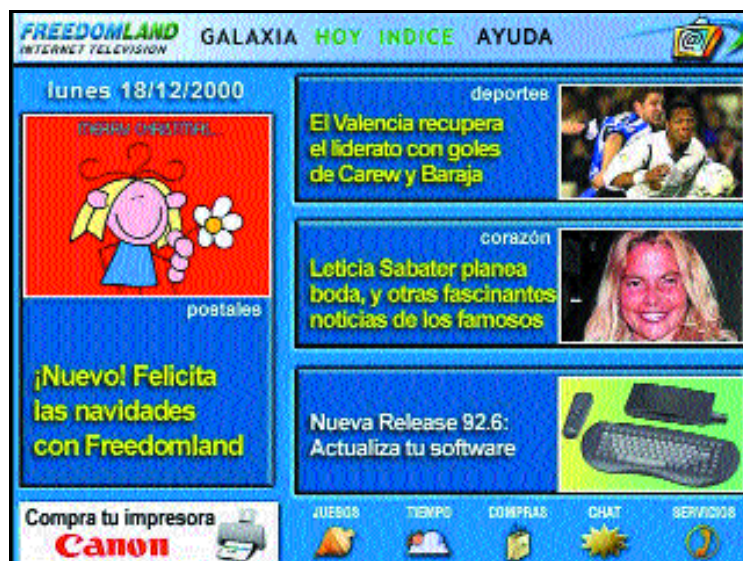 FREEDOMLAND
INTERNET TELEVISION
GALAXIA HOY INDICE AYUDA
lunes 18/12/2000
MERRY CHRISTMAS...
postales
¡Nuevo! Felicita
las navidades
con Freedomland
deportes
El Valencia recupera
el liderato con goles
de Carew y Baraja
corazón
Leticia Sabater planea
boda, y otras fascinantes
noticias de los famosos
Nueva Release 92.6:
Actualiza tu software
Compra tu impresora
Canon
JUEGOS TIEMPO COMPRAS CHAT SERVICIOS